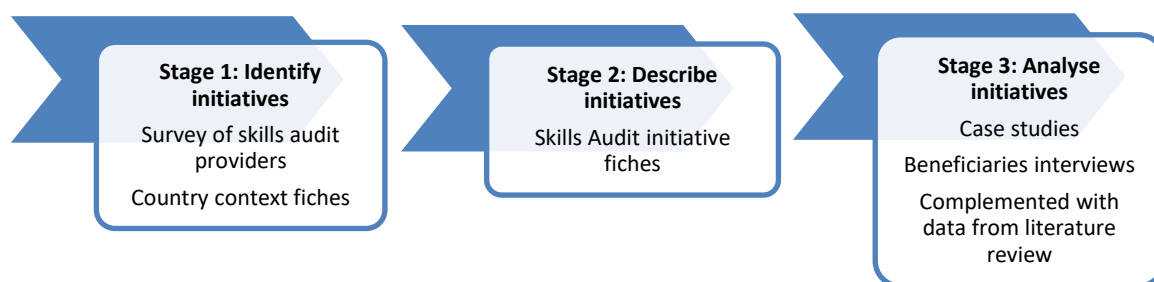 Stage 1: Identify
initiatives
Survey of skills audit
providers
Country context fiches
Stage 2: Describe
initiatives
Skills Audit initiative
fiches
Stage 3: Analyse
initiatives
Case studies
Beneficiaries interviews
Complemented with
data from literature
review